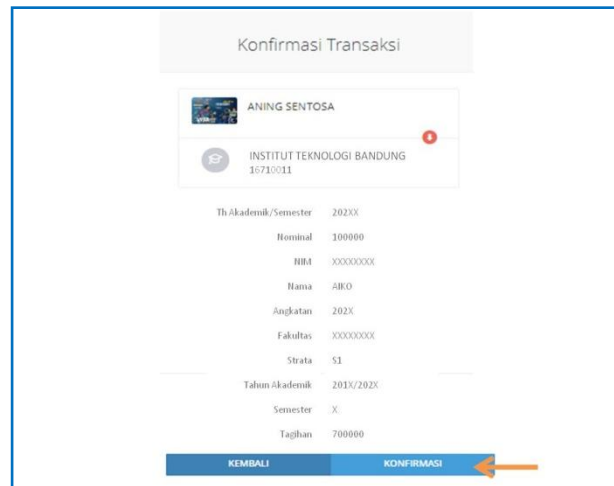 Konfirmasi Transaksi
ANING SENTOSA
INSTITUT TEKNOLOGI BANDUNG
16710011
Th Akademik/Semester 202XX
Nominal 100000
NIM XXXXXXXX
Nama AIKO
Angkatan 202X
Fakultas XXXXXXXX
Strata S1
Tahun Akademik 201X/202X
Semester X
Tagihan 700000
KEMBALI KONFIRMASI